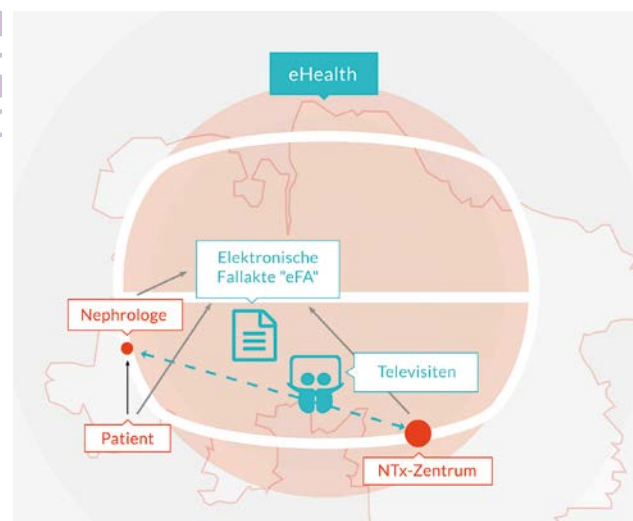 eHealth
Elektronische
Fallakte "eFA"
Nephrologe
Televisiten
Patient
NTx-Zentrum